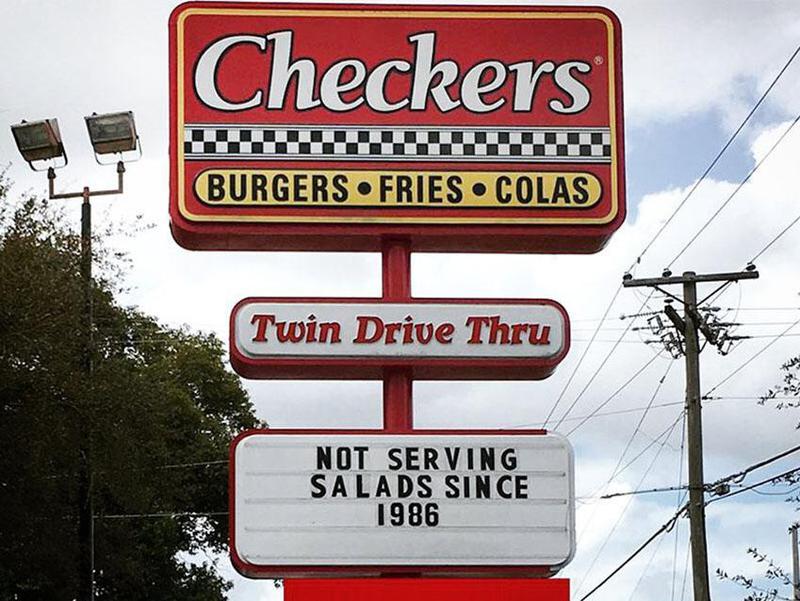 Checkers®
BURGERS • FRIES • COLAS
Twin Drive Thru
NOT SERVING
SALADS SINCE
1986